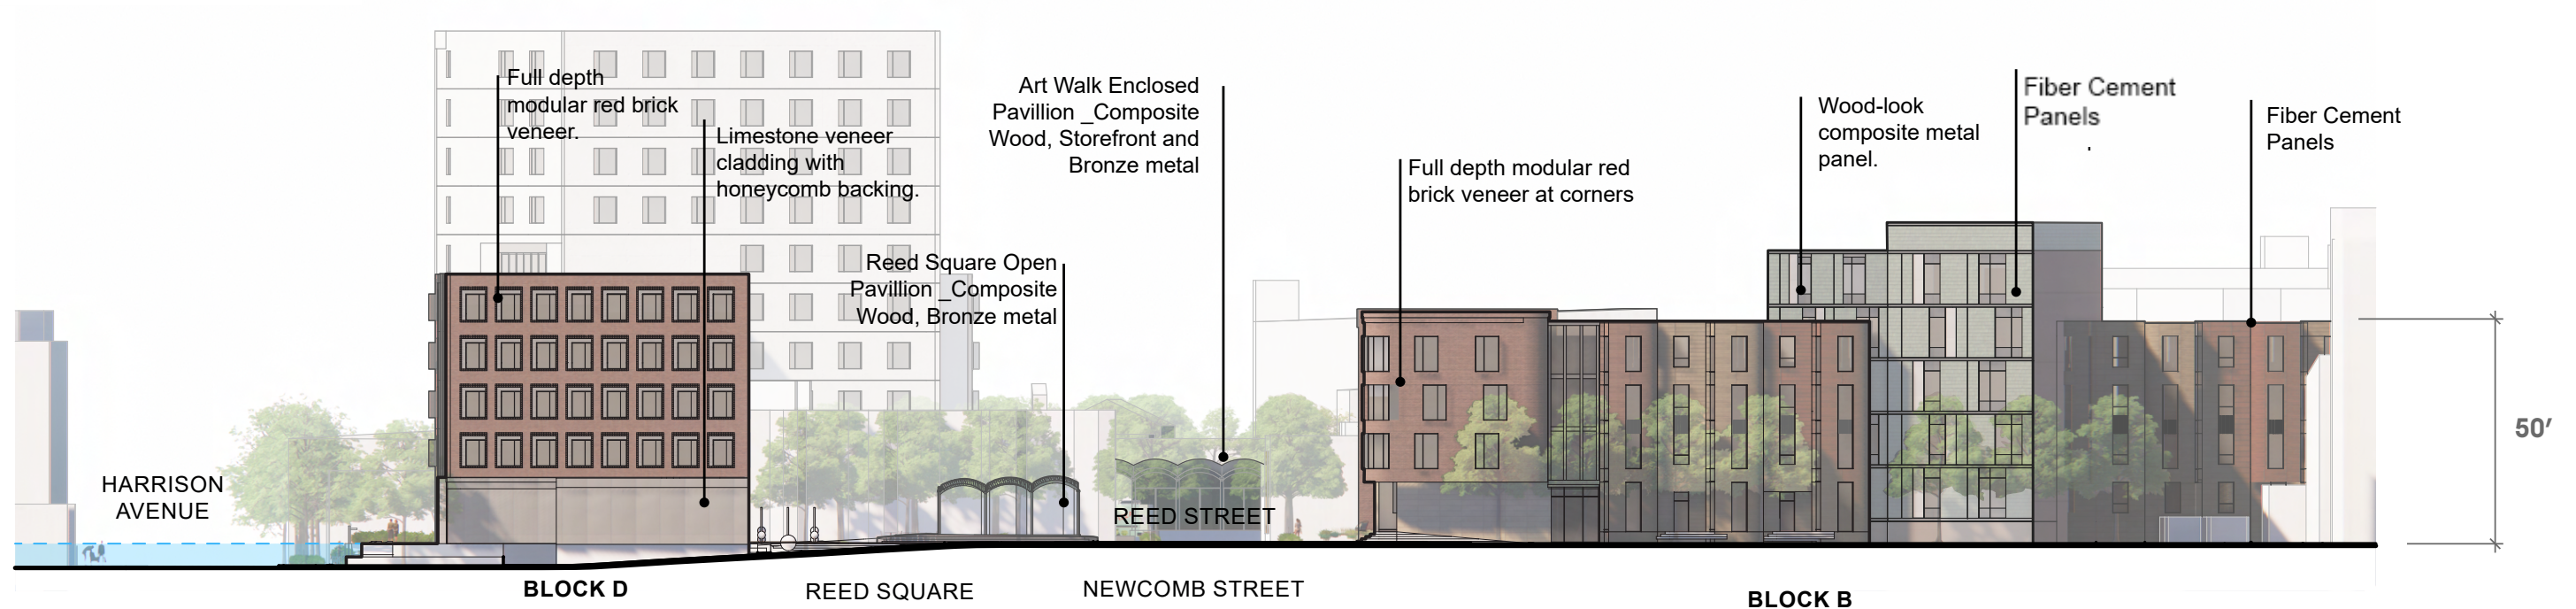 Full depth
modular red brick
veneer.
Limestone veneer
cladding with
honeycomb backing.
Art Walk Enclosed
Pavillion _Composite
Wood, Storefront and
Bronze metal
Reed Square Open
Pavillion _Composite
Wood, Bronze metal
Full depth modular red
brick veneer at corners
Wood-look
composite metal
panel.
Fiber Cement
Panels
.
Fiber Cement
Panels
50’
HARRISON
AVENUE
REED STREET
BLOCK D
REED SQUARE
NEWCOMB STREET
BLOCK B